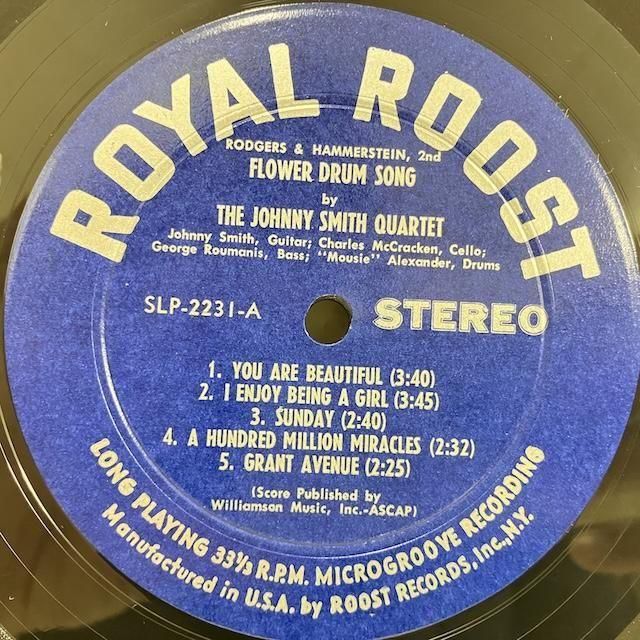 ROYAL ROOST
RODGERS & HAMMERSTEIN, 2nd
FLOWER DRUM SONG
by
THE JOHNNY SMITH QUARTET
Johnny Smith, Guitar; Charles McCracken, Cello;
George Roumanis, Bass; "Mousie" Alexander, Drums
SLP-2231-A
STEREO
1. YOU ARE BEAUTIFUL (3:40)
2. I ENJOY BEING A GIRL (3:45)
3. SUNDAY (2:40)
4. A HUNDRED MILLION MIRACLES (2:32)
5. GRANT AVENUE (2:25)
(Score Published by
Williamson Music, Inc.-ASCAP)
LONG PLAYING 33⅓ R.P.M. MICROGROOVE RECORDING
Manufactured in U.S.A. by ROOST RECORDS, Inc., N.Y.